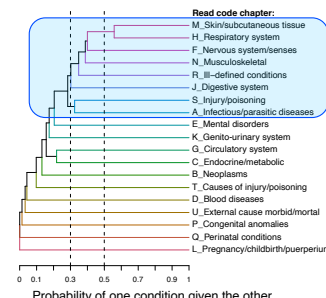 Read code chapter:
M_Skin/subcutaneous tissue
H_Respiratory system
F_Nervous system/senses
N_Musculoskeletal
R_Ill−defined conditions
J_Digestive system
S_Injury/poisoning
A_Infectious/parasitic diseases
E_Mental disorders
K_Genito-urinary system
G_Circulatory system
C_Endocrine/metabolic
B_Neoplasms
T_Causes of injury/poisoning
D_Blood diseases
U_External cause morbid/mortal
P_Congenital anomalies
Q_Perinatal conditions
L_Pregnancy/childbirth/puerperium
0 0.1 0.3 0.5 0.7 0.9 1
Probability of one condition given the other